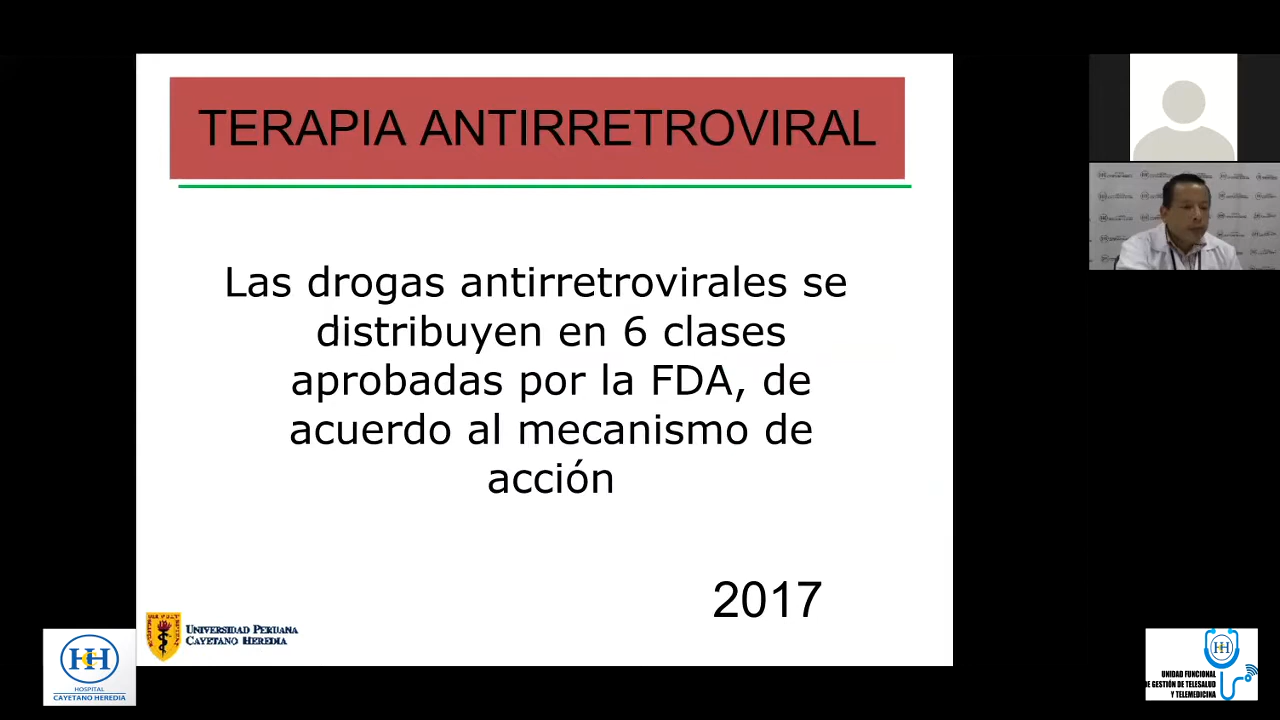 TERAPIA ANTIRRETROVIRAL
Las drogas antirretrovirales se
distribuyen en 6 clases
aprobadas por la FDA, de
acuerdo al mecanismo de
acción
2017
UNIVERSIDAD PERUANA
CAYETANO HEREDIA
HCH
HOSPITAL
CAYETANO HEREDIA
UNIDAD FUNCIONAL
DE GESTIÓN DE TELESALUD
Y TELEMEDICINA